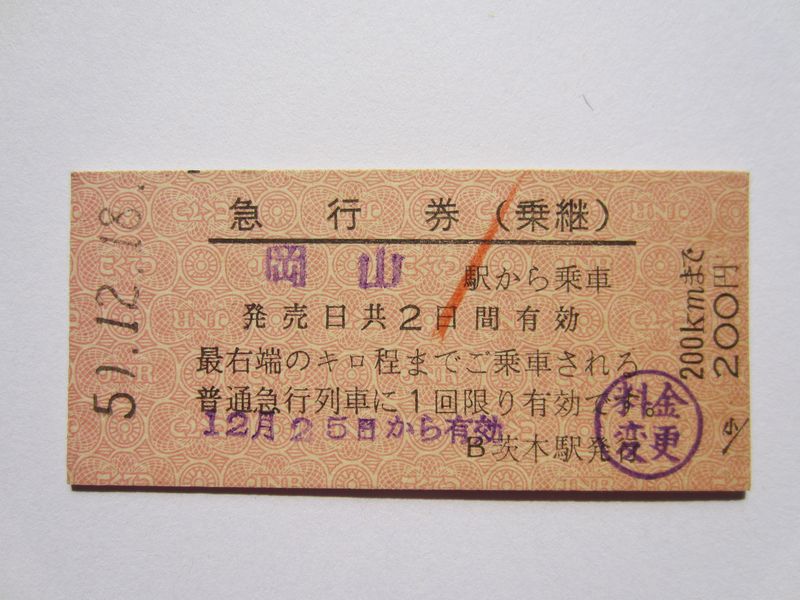 急行券（乗継）
岡山
駅から乗車
発売日共2日間有効
最右端のキロ程までご乗車される
普通急行列車に1回限り有効です。
12月25日から有効
B茨木駅発行
料金
変更
51.12.18.
200kmまで
200円